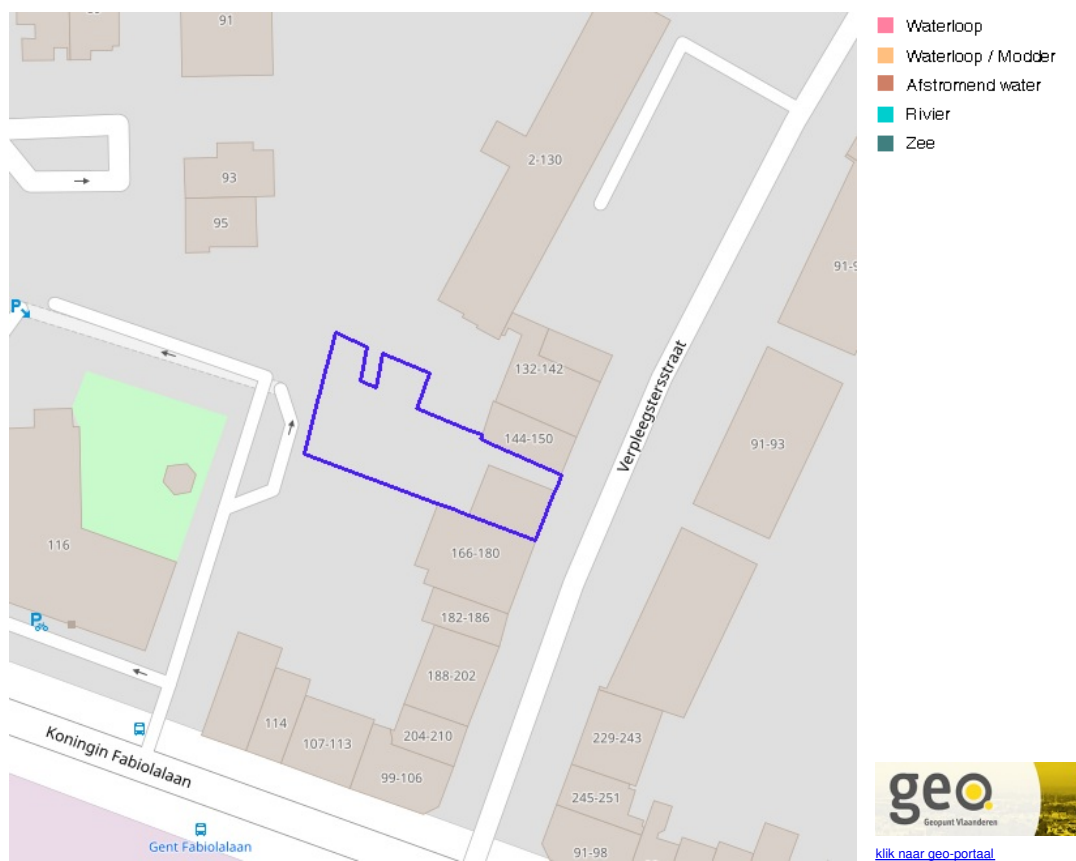 91
93
95
2-130
91-9
132-142
144-150
Verpleegstersstraat
91-93
P
116
166-180
P
182-186
188-202
114
107-113
204-210
99-106
229-243
245-251
91-98
Koningin Fabiolalaan
Gent Fabiolalaan
Waterloop
Waterloop / Modder
Afstromend water
Rivier
Zee
geo
Geopunt Vlaanderen
klik naar geo-portaal